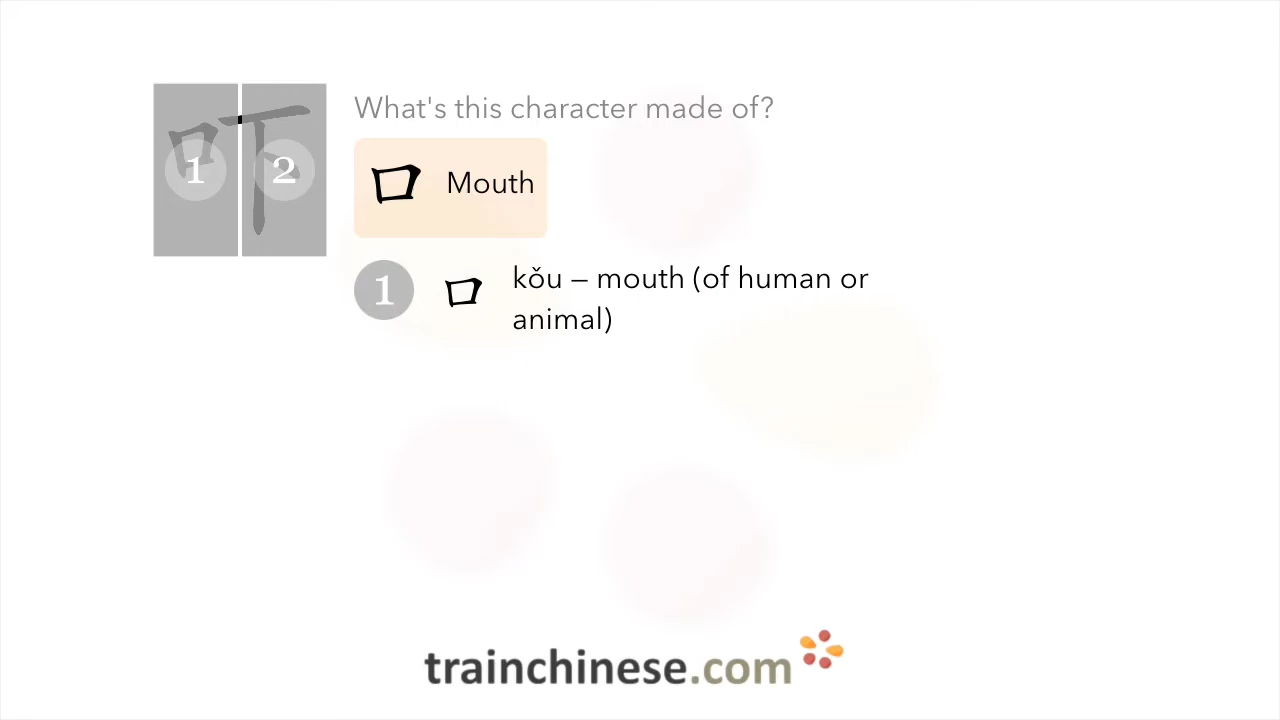 吓
1 2
What's this character made of?
口 Mouth
1 口 kǒu – mouth (of human or
animal)
trainchinese.com